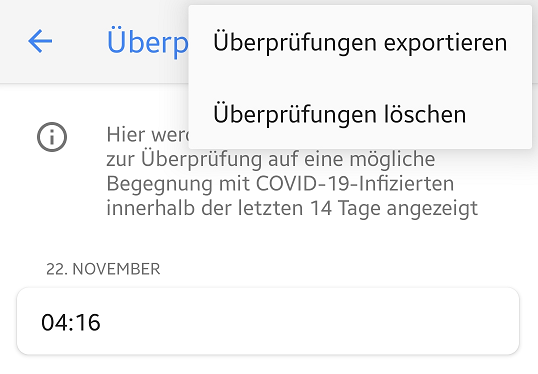 Überp
Überprüfungen exportieren
Überprüfungen löschen
Hier werd
zur Überprüfung auf eine mögliche
Begegnung mit COVID-19-Infizierten
innerhalb der letzten 14 Tage angezeigt
22. NOVEMBER
04:16